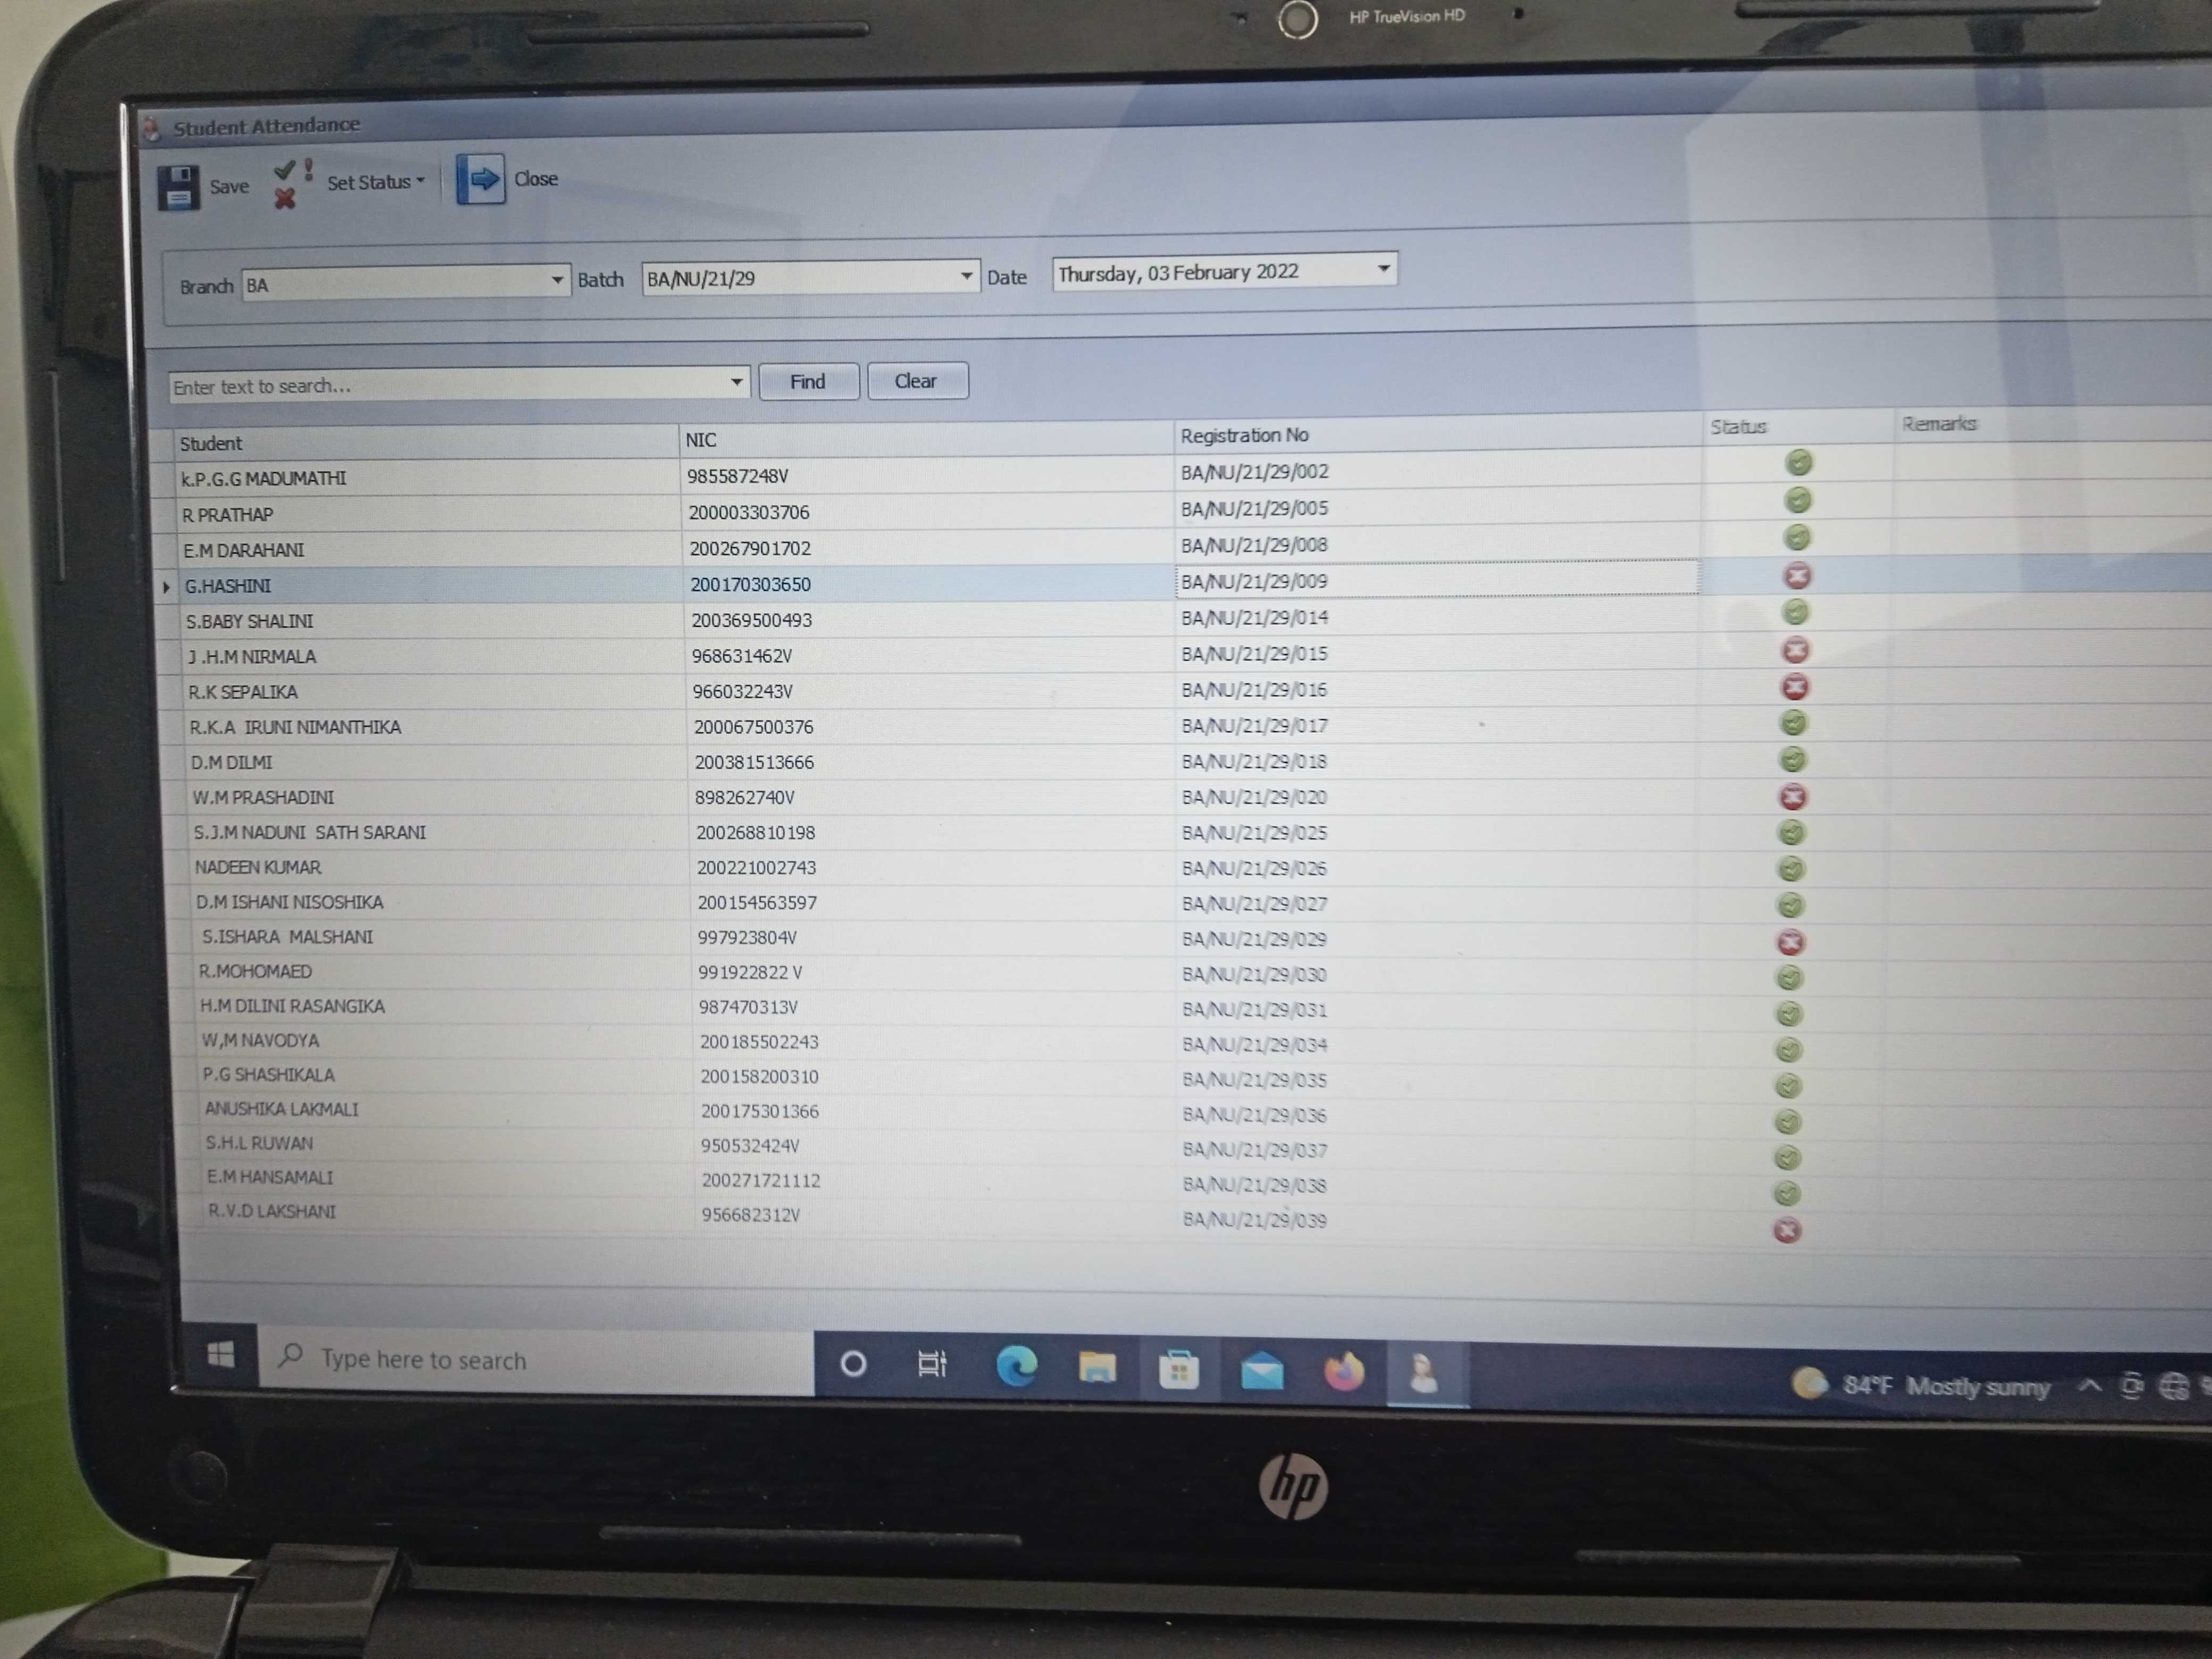 HP TrueVision HD
Student Attendance
Save Set Status Close
Branch BA Batch BA/NU/21/29 Date Thursday, 03 February 2022
Enter text to search... Find Clear
Student NIC Registration No Status Remarks
k.P.G.G MADUMATHI 985587248V BA/NU/21/29/002
R PRATHAP 200003303706 BA/NU/21/29/005
E.M DARAHANI 200267901702 BA/NU/21/29/008
G.HASHINI 200170303650 BA/NU/21/29/009
S.BABY SHALINI 200369500493 BA/NU/21/29/014
J .H.M NIRMALA 968631462V BA/NU/21/29/015
R.K SEPALIKA 966032243V BA/NU/21/29/016
R.K.A IRUNI NIMANTHIKA 200067500376 BA/NU/21/29/017
D.M DILMI 200381513666 BA/NU/21/29/018
W.M PRASHADINI 898262740V BA/NU/21/29/020
S.J.M NADUNI SATH SARANI 200268810198 BA/NU/21/29/025
NADEEN KUMAR 200221002743 BA/NU/21/29/026
D.M ISHANI NISOSHIKA 200154563597 BA/NU/21/29/027
S.ISHARA MALSHANI 997923804V BA/NU/21/29/029
R.MOHOMAED 991922822 V BA/NU/21/29/030
H.M DILINI RASANGIKA 987470313V BA/NU/21/29/031
W,M NAVODYA 200185502243 BA/NU/21/29/034
P.G SHASHIKALA 200158200310 BA/NU/21/29/035
ANUSHIKA LAKMALI 200175301366 BA/NU/21/29/036
S.H.L RUWAN 950532424V BA/NU/21/29/037
E.M HANSAMALI 200271721112 BA/NU/21/29/038
R.V.D LAKSHANI 956682312V BA/NU/21/29/039
Type here to search 84°F Mostly sunny
hp